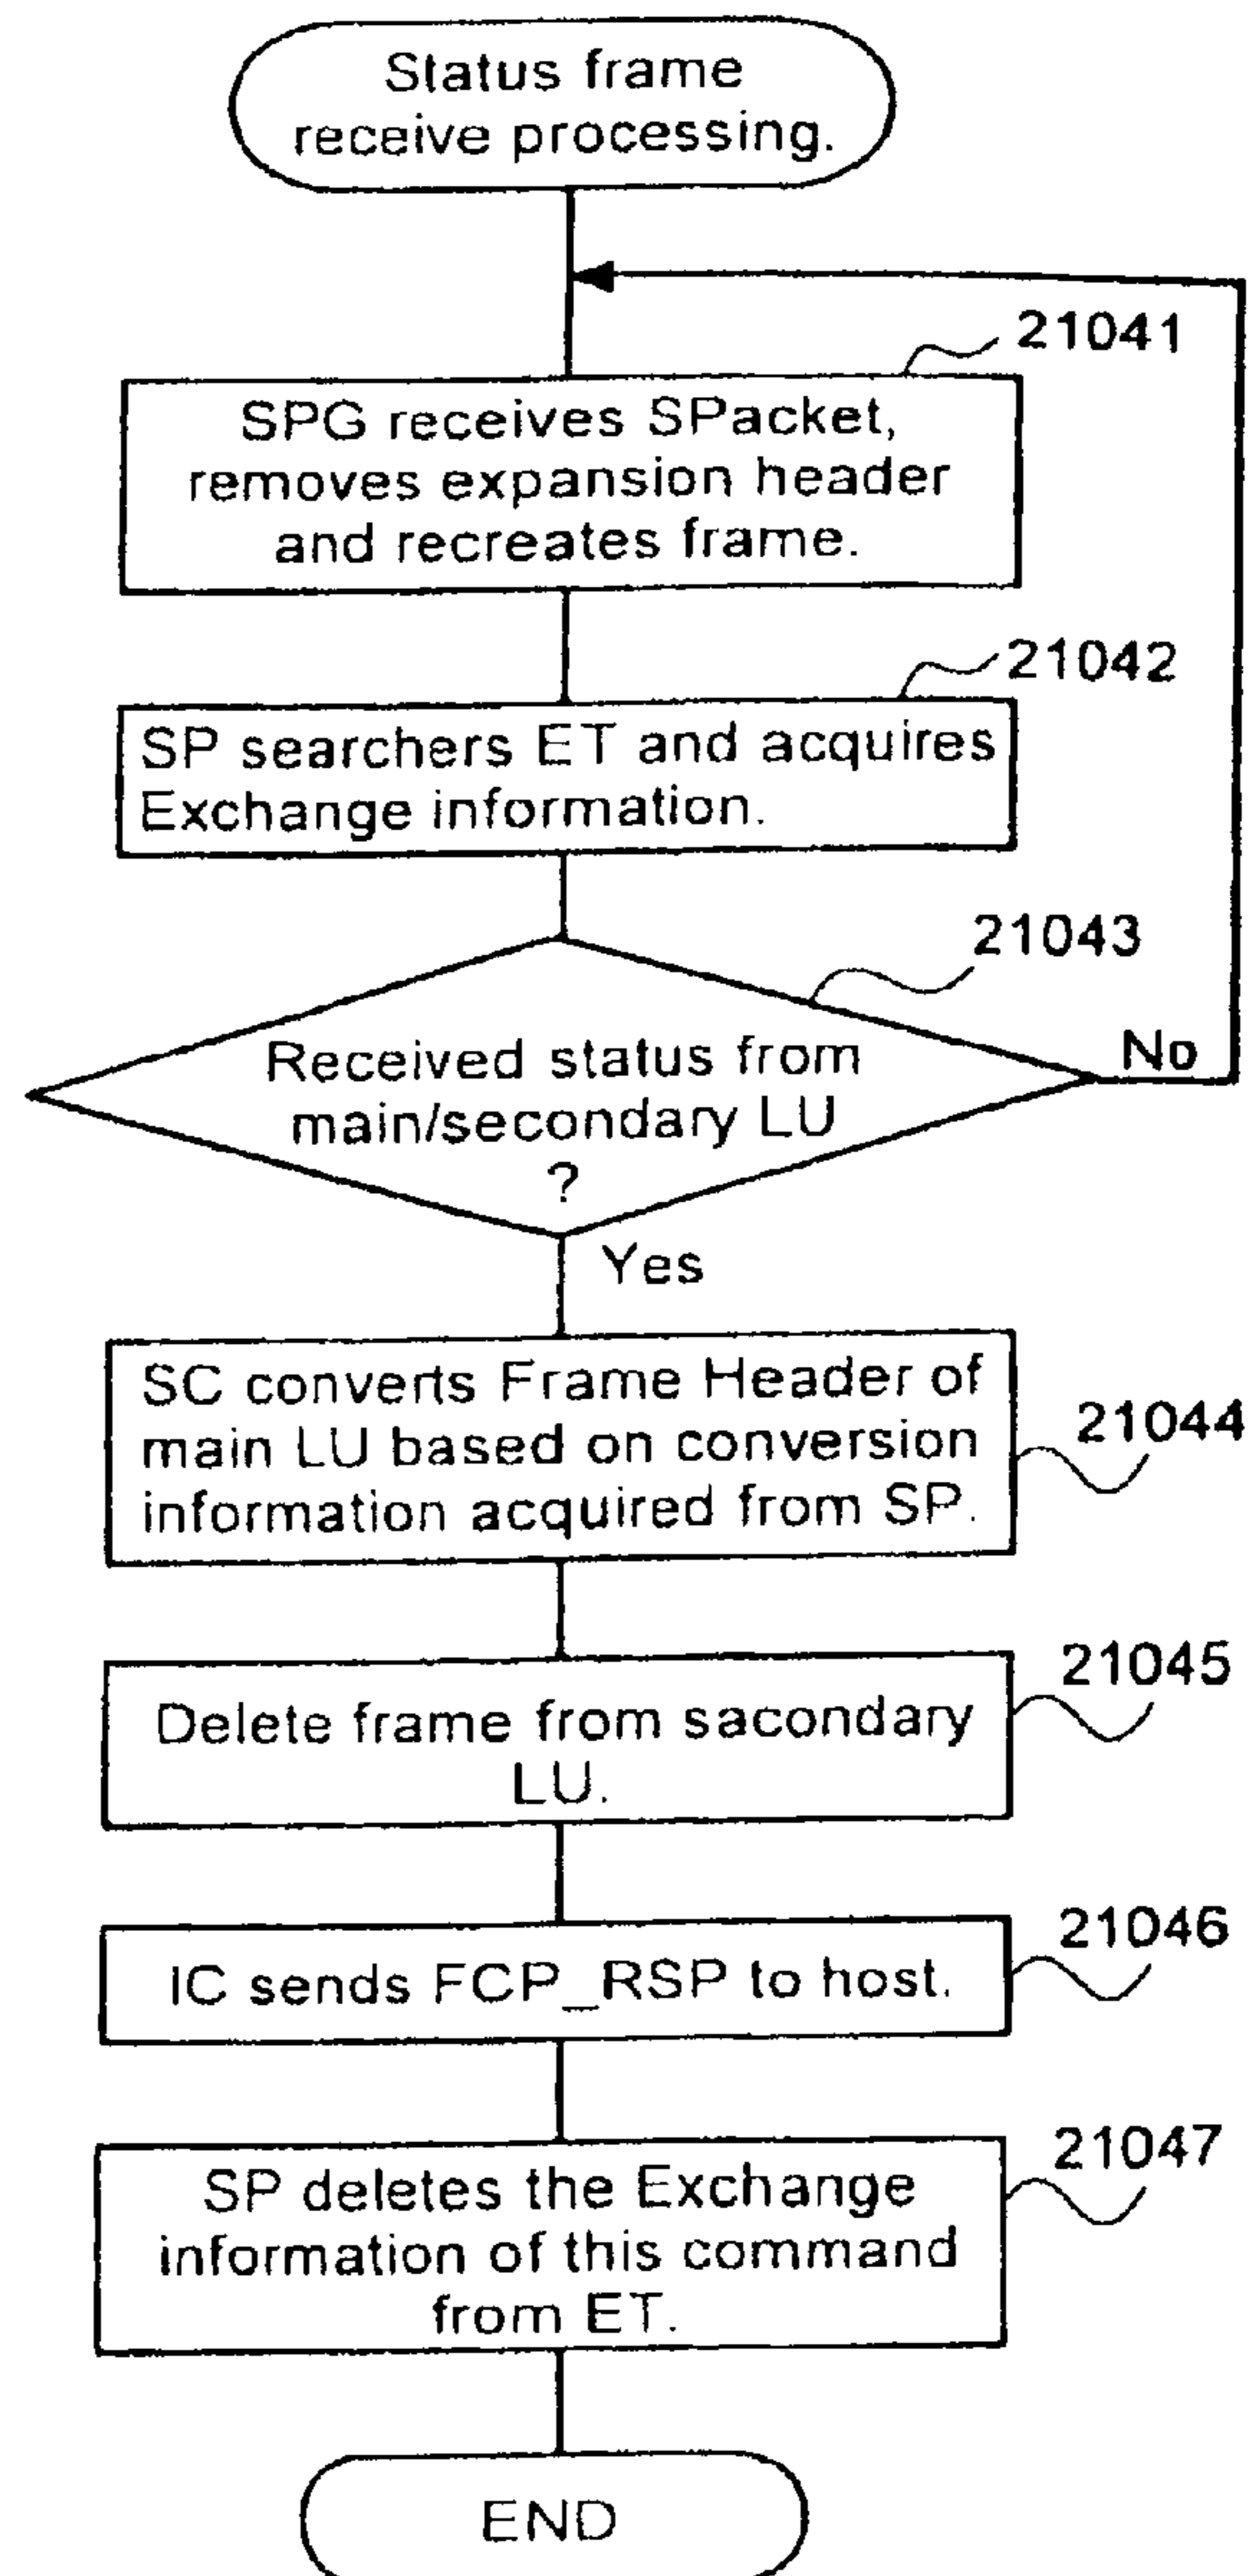 Status frame
receive processing.
21041
SPG receives SPacket,
removes expansion header
and recreates frame.
21042
SP searchers ET and acquires
Exchange information.
21043
Received status from
main/secondary LU
?
No
Yes
SC converts Frame Header of
main LU based on conversion
information acquired from SP.
21044
Delete frame from sacondary
LU.
21045
IC sends FCP_RSP to host.
21046
SP deletes the Exchange
information of this command
from ET.
21047
END